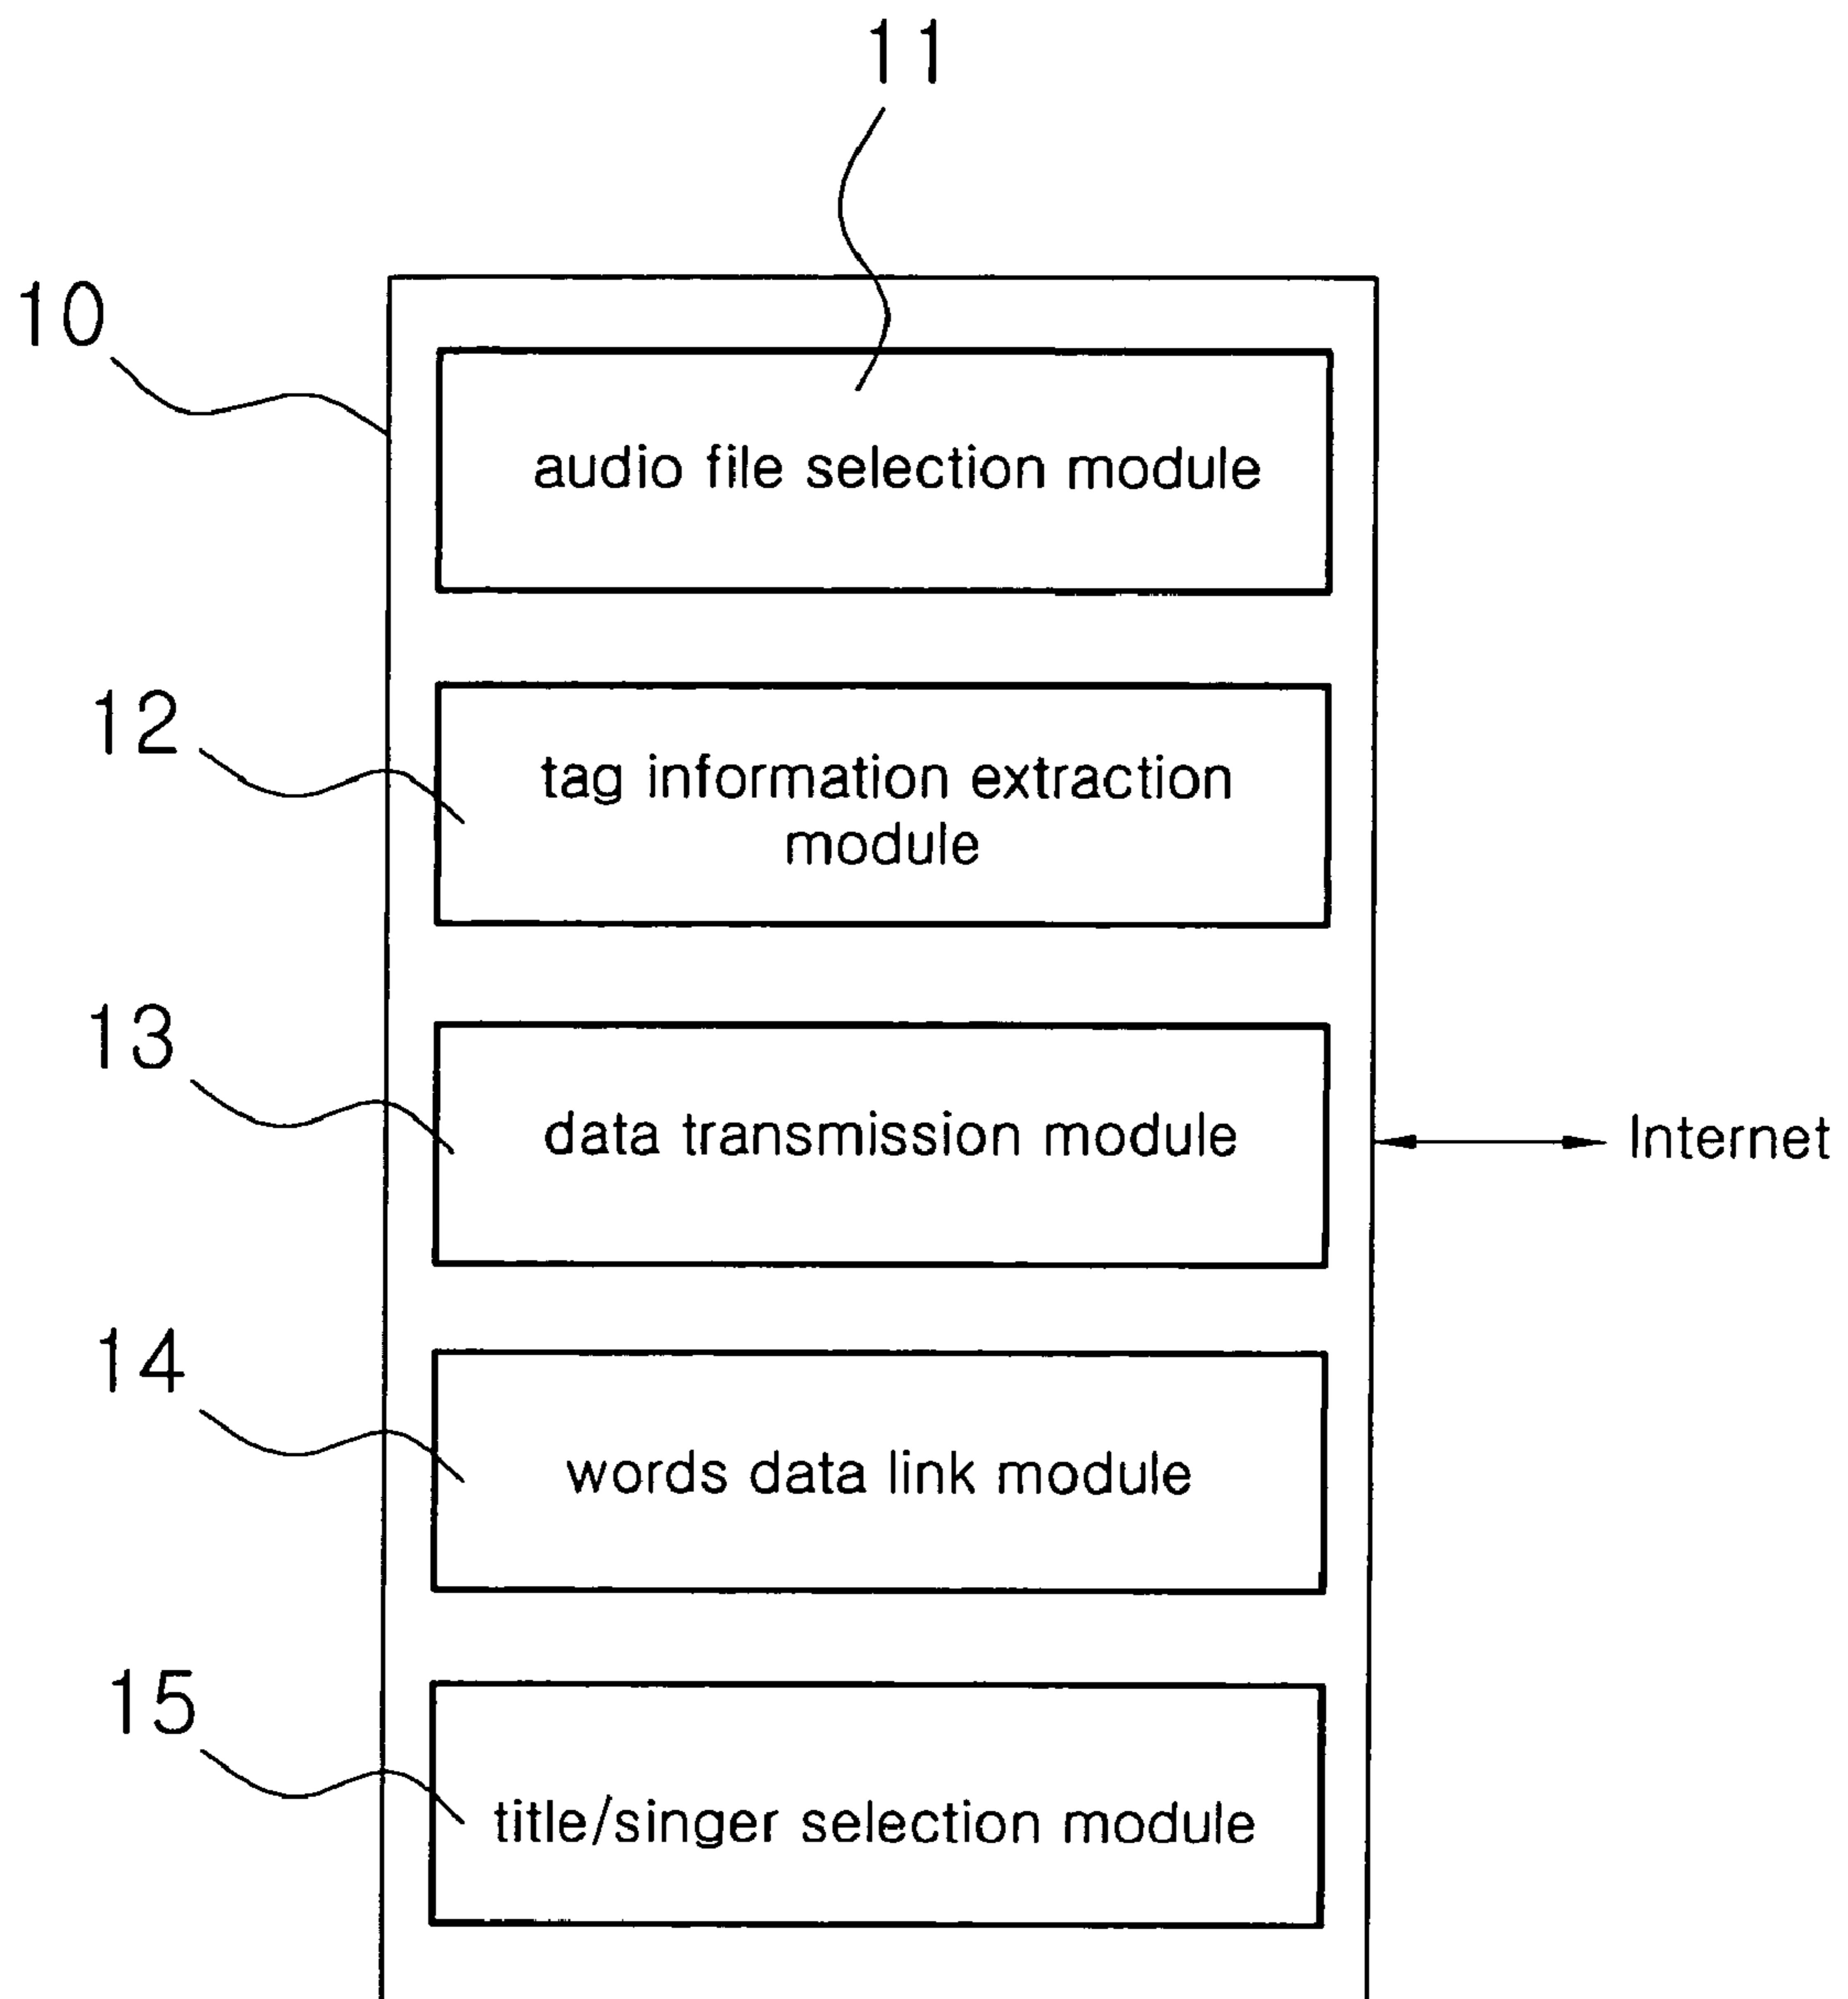 11
10
audio file selection module
12
tag information extraction
module
13
data transmission module
Internet
14
words data link module
15
title/singer selection module